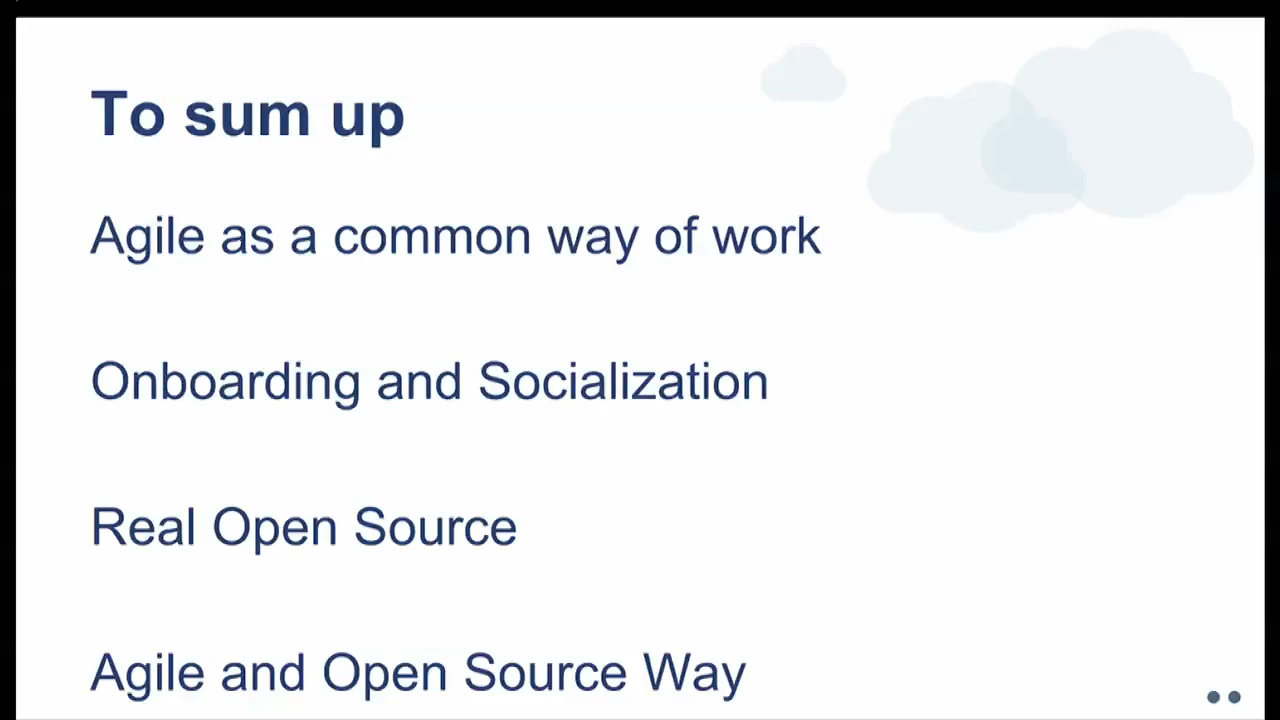 To sum up
Agile as a common way of work
Onboarding and Socialization
Real Open Source
Agile and Open Source Way